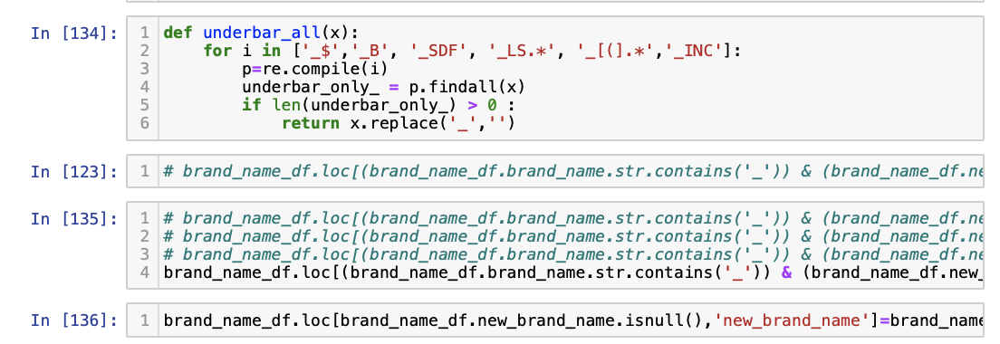 In [134]:
1 def underbar_all(x):
2     for i in ['_$','_B', '_SDF', '_LS.*', '_[(].*','_INC']:
3         p=re.compile(i)
4         underbar_only_ = p.findall(x)
5         if len(underbar_only_) > 0 :
6             return x.replace('_','')
In [123]:
1 # brand_name_df.loc[(brand_name_df.brand_name.str.contains('_')) & (brand_name_df.ne
In [135]:
1 # brand_name_df.loc[(brand_name_df.brand_name.str.contains('_')) & (brand_name_df.ne
2 # brand_name_df.loc[(brand_name_df.brand_name.str.contains('_')) & (brand_name_df.ne
3 # brand_name_df.loc[(brand_name_df.brand_name.str.contains('_')) & (brand_name_df.ne
4 brand_name_df.loc[(brand_name_df.brand_name.str.contains('_')) & (brand_name_df.new_
In [136]:
1 brand_name_df.loc[brand_name_df.new_brand_name.isnull(),'new_brand_name']=brand_name